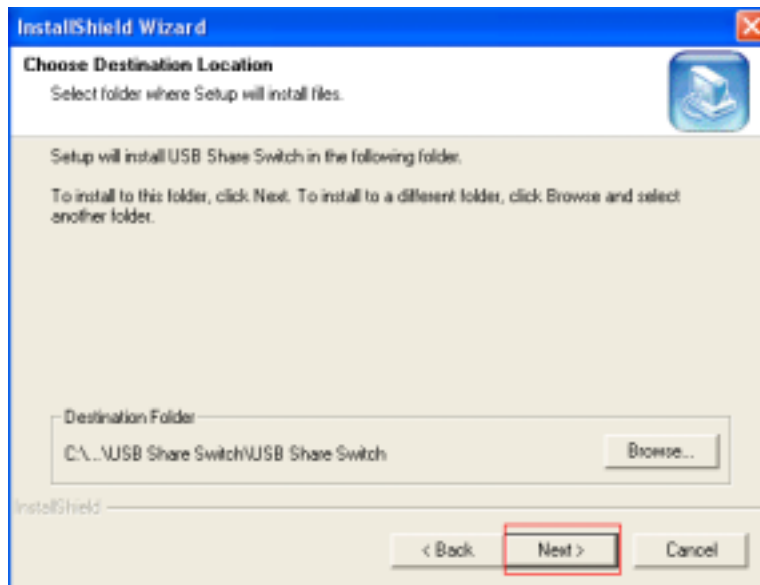 InstallShield Wizard
Choose Destination Location
Select folder where Setup will install files.
Setup will install USB Share Switch in the following folder.
To install to this folder, click Next. To install to a different folder, click Browse and select
another folder.
Destination Folder
C:\...\USB Share Switch\USB Share Switch
Browse...
InstallShield
< Back
Next >
Cancel